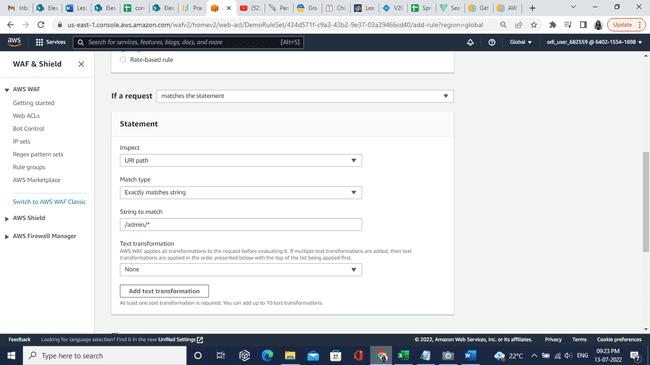 Inb
Les
Elea
con
Pra
(52
Pan
Gro
Lea
V20
Spr
Sea
Get
AW
us-east-1.console.aws.amazon.com/wafv2/homev2/web-acl/DemoRuleSet/434d571f-c9a3-43b2-9e37-03a39466cd40/add-rule?region=global
Update
aws
Services
Search for services, features, blogs, docs, and more
[Alt+S]
Global
odl_user_682559 @ 6402-1554-1898
WAF & Shield
Rate-based rule
AWS WAF
Getting started
Web ACLs
Bot Control
IP sets
Regex pattern sets
Rule groups
AWS Marketplace
Switch to AWS WAF Classic
AWS Shield
AWS Firewall Manager
If a request
matches the statement
Statement
Inspect
URI path
Match type
Exactly matches string
String to match
/admin/*
Text transformation
AWS WAF applies all transformations to the request before evaluating it. If multiple text transformations are added, then text
transformations are applied in the order presented below with the top of the list being applied first.
None
Add text transformation
At least one text transformation is required. You can add up to 10 text transformations.
Feedback
Looking for language selection? Find it in the new Unified Settings
© 2022, Amazon Web Services, Inc. or its affiliates.
Privacy
Terms
Cookie preferences
Type here to search
22°C
ENG
09:23 PM
13-07-2022